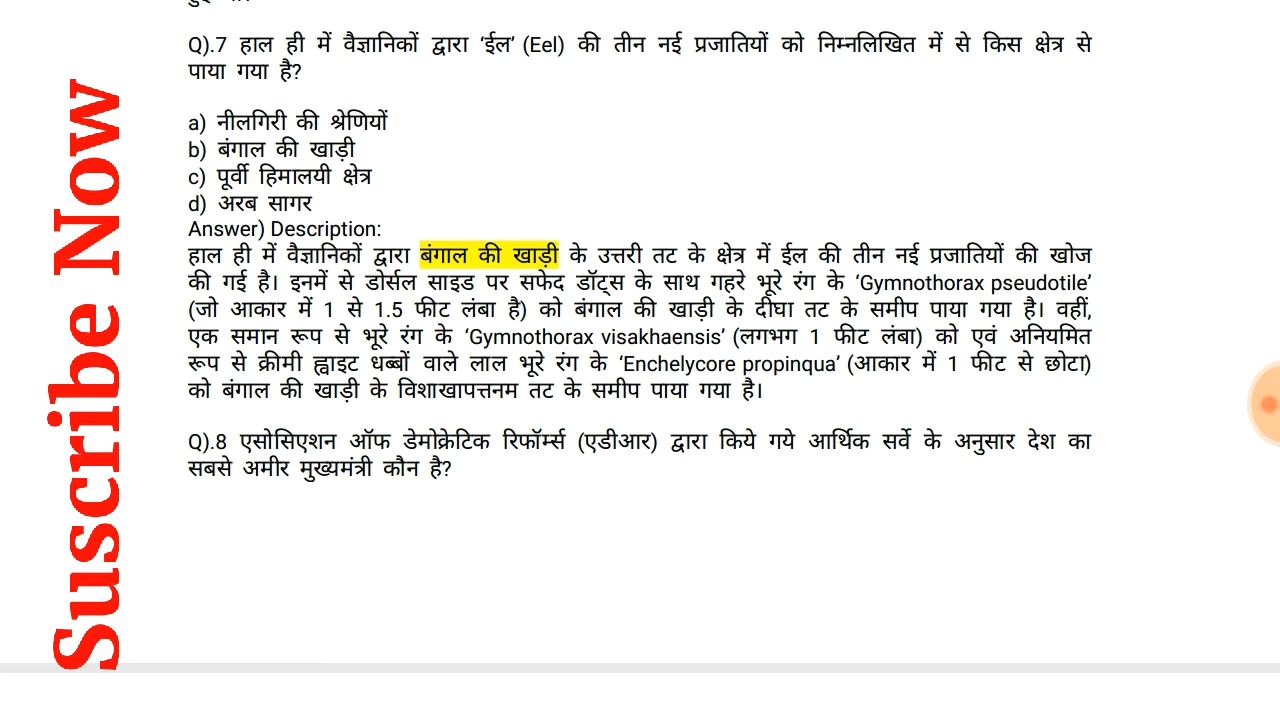 Suscribe Now
Q).7 हाल ही में वैज्ञानिकों द्वारा ‘ईल’ (Eel) की तीन नई प्रजातियों को निम्नलिखित में से किस क्षेत्र से
पाया गया है?
a) नीलगिरी की श्रेणियों
b) बंगाल की खाड़ी
c) पूर्वी हिमालयी क्षेत्र
d) अरब सागर
Answer) Description:
हाल ही में वैज्ञानिकों द्वारा बंगाल की खाड़ी के उत्तरी तट के क्षेत्र में ईल की तीन नई प्रजातियों की खोज
की गई है। इनमें से डोर्सल साइड पर सफेद डॉट्स के साथ गहरे भूरे रंग के ‘Gymnothorax pseudotile’
(जो आकार में 1 से 1.5 फीट लंबा है) को बंगाल की खाड़ी के दीघा तट के समीप पाया गया है। वहीं,
एक समान रूप से भूरे रंग के ‘Gymnothorax visakhaensis’ (लगभग 1 फीट लंबा) को एवं अनियमित
रूप से क्रीमी ह्वाइट धब्बों वाले लाल भूरे रंग के ‘Enchelycore propinqua’ (आकार में 1 फीट से छोटा)
को बंगाल की खाड़ी के विशाखापत्तनम तट के समीप पाया गया है।
Q).8 एसोसिएशन ऑफ डेमोक्रेटिक रिफॉर्म्स (एडीआर) द्वारा किये गये आर्थिक सर्वे के अनुसार देश का
सबसे अमीर मुख्यमंत्री कौन है?